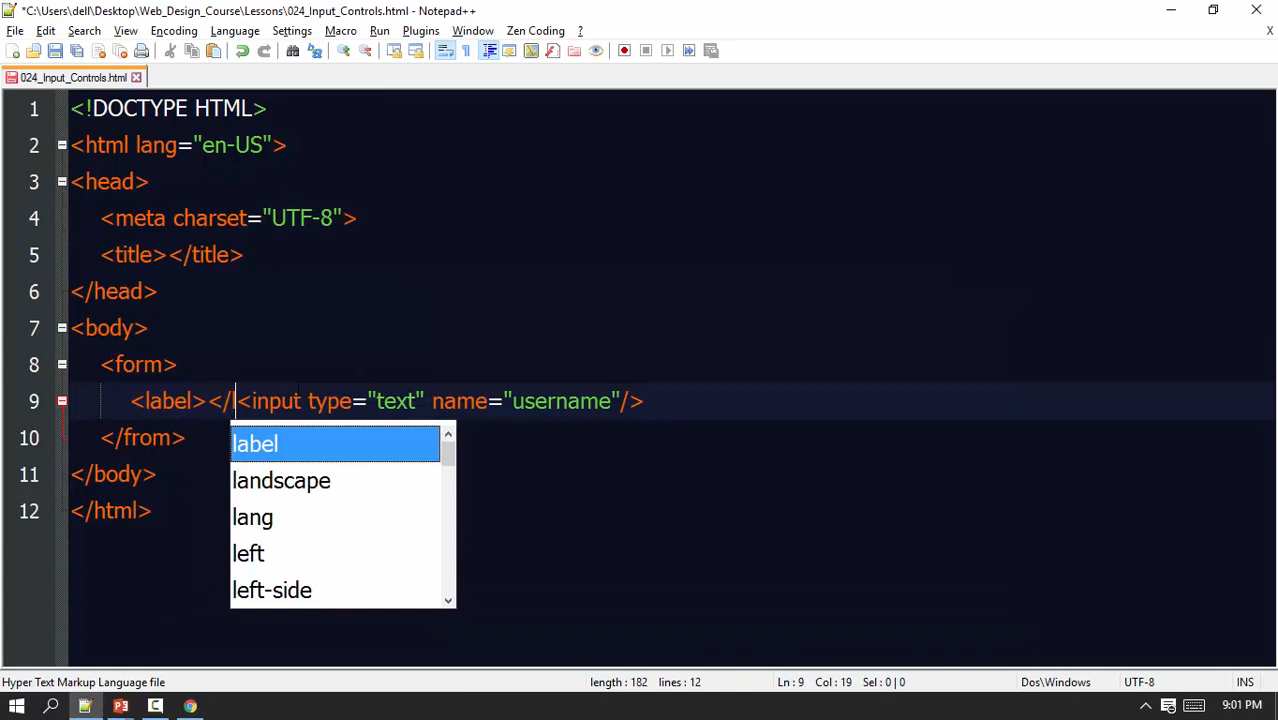 *C:\Users\dell\Desktop\Web_Design_Course\Lessons\024_Input_Controls.html - Notepad++
File Edit Search View Encoding Language Settings Macro Run Plugins Window Zen Coding ? X
024_Input_Controls.html
1 <!DOCTYPE HTML>
2 <html lang="en-US">
3 <head>
4 <meta charset="UTF-8">
5 <title></title>
6 </head>
7 <body>
8 <form>
9 <label></l<input type="text" name="username"/>
10 </from>
11 </body>
12 </html>
label
landscape
lang
left
left-side
Hyper Text Markup Language file length : 182 lines : 12 Ln : 9 Col : 19 Sel : 0 | 0 Dos\Windows UTF-8 INS
9:01 PM